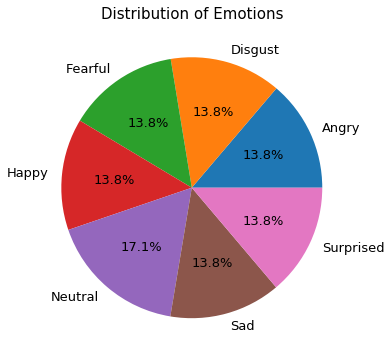 Distribution of Emotions
Disgust
Fearful
Angry
Happy
Neutral
Sad
Surprised
13.8%
13.8%
13.8%
13.8%
17.1%
13.8%
13.8%